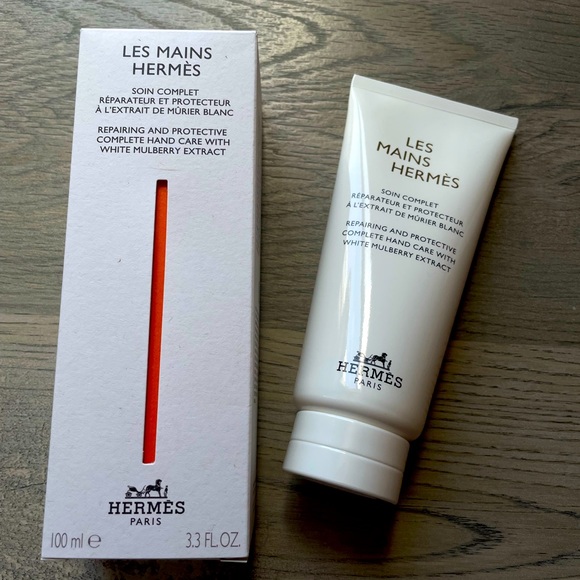 LES MAINS
HERMÈS
SOIN COMPLET
RÉPARATEUR ET PROTECTEUR
À L'EXTRAIT DE MÛRIER BLANC
REPAIRING AND PROTECTIVE
COMPLETE HAND CARE WITH
WHITE MULBERRY EXTRACT
HERMÈS
PARIS
100 ml ℮
3.3 FL.OZ.
LES
MAINS
HERMÈS
SOIN COMPLET
RÉPARATEUR ET PROTECTEUR
À L'EXTRAIT DE MÛRIER BLANC
REPAIRING AND PROTECTIVE
COMPLETE HAND CARE WITH
WHITE MULBERRY EXTRACT
HERMÈS
PARIS